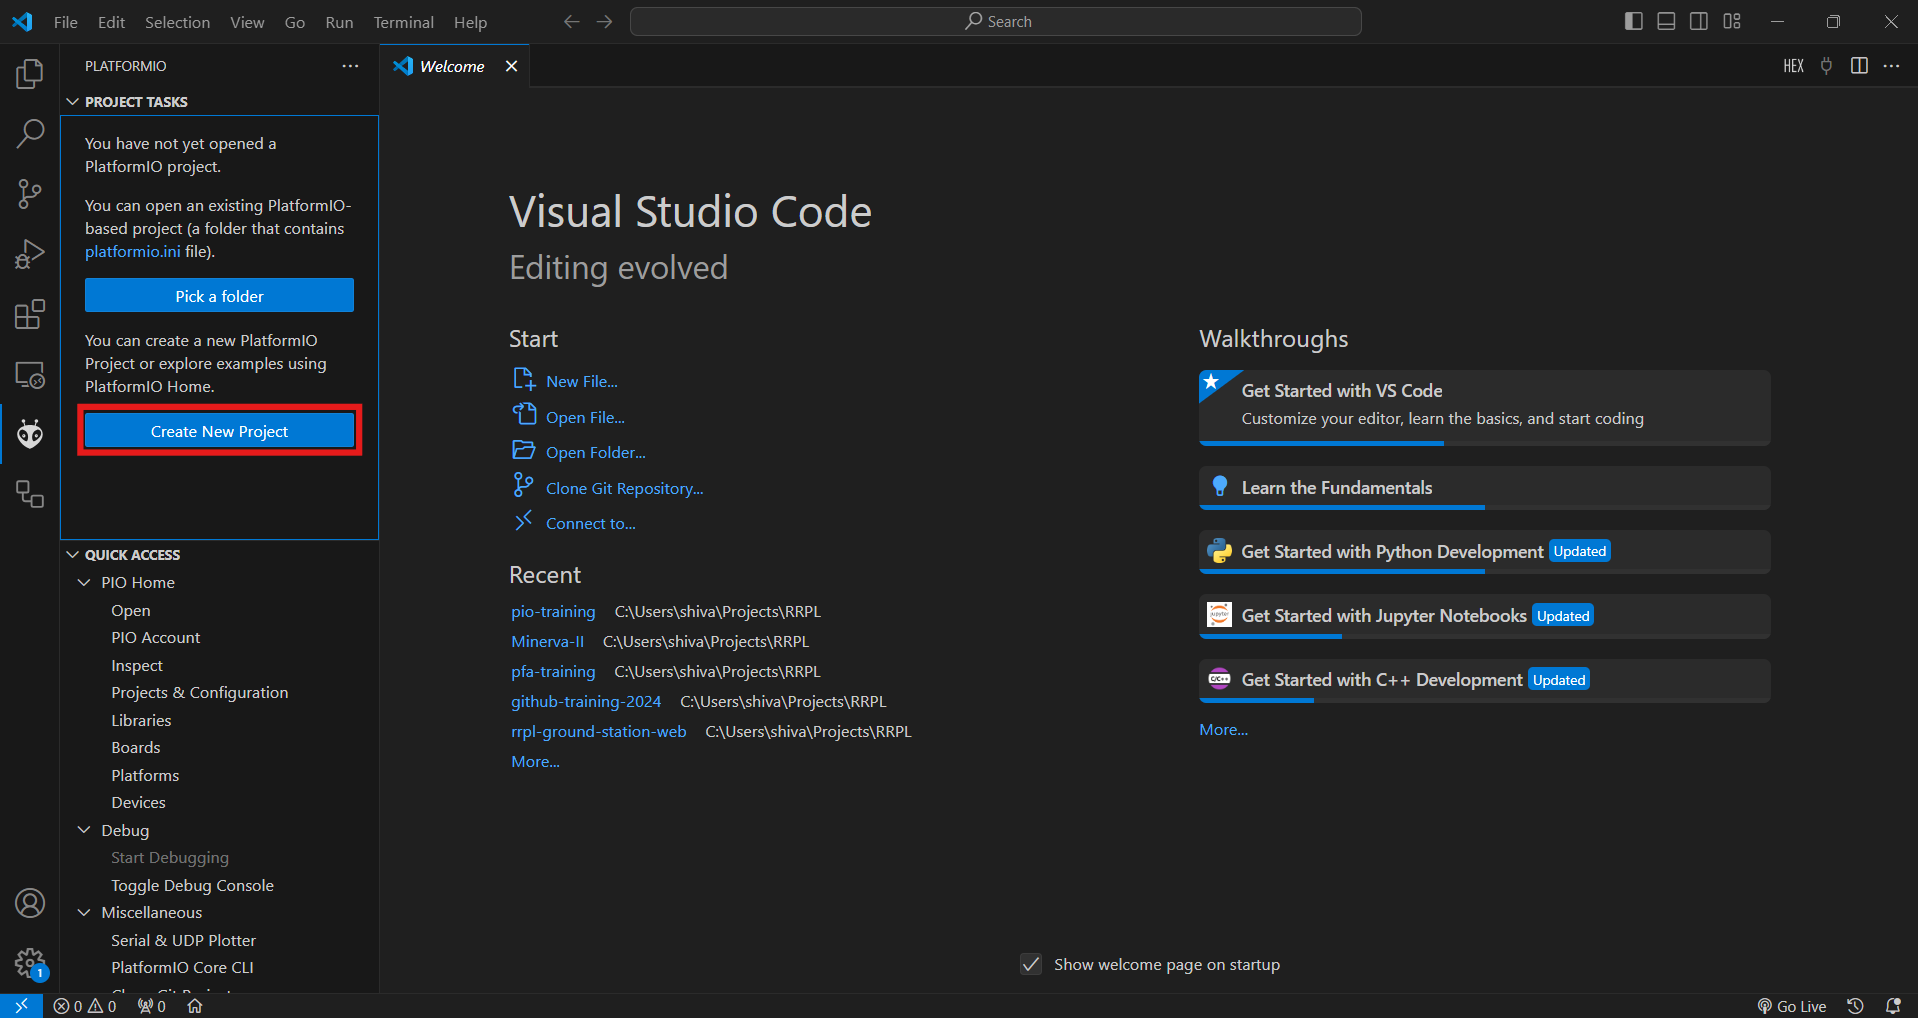 File Edit Selection View Go Run Terminal Help
Search
PLATFORMIO
Welcome
HEX
PROJECT TASKS
You have not yet opened a
PlatformIO project.
You can open an existing PlatformIO-
based project (a folder that contains
platformio.ini file).
Pick a folder
You can create a new PlatformIO
Project or explore examples using
PlatformIO Home.
Create New Project
QUICK ACCESS
PIO Home
Open
PIO Account
Inspect
Projects & Configuration
Libraries
Boards
Platforms
Devices
Debug
Start Debugging
Toggle Debug Console
Miscellaneous
Serial & UDP Plotter
PlatformIO Core CLI
Visual Studio Code
Editing evolved
Start
New File...
Open File...
Open Folder...
Clone Git Repository...
Connect to...
Recent
pio-training C:\Users\shiva\Projects\RRPL
Minerva-II C:\Users\shiva\Projects\RRPL
pfa-training C:\Users\shiva\Projects\RRPL
github-training-2024 C:\Users\shiva\Projects\RRPL
rrpl-ground-station-web C:\Users\shiva\Projects\RRPL
More...
Walkthroughs
Get Started with VS Code
Customize your editor, learn the basics, and start coding
Learn the Fundamentals
Get Started with Python Development Updated
jupyter
Get Started with Jupyter Notebooks Updated
C/C++
Get Started with C++ Development Updated
More...
Show welcome page on startup
1
0 0 0
Go Live